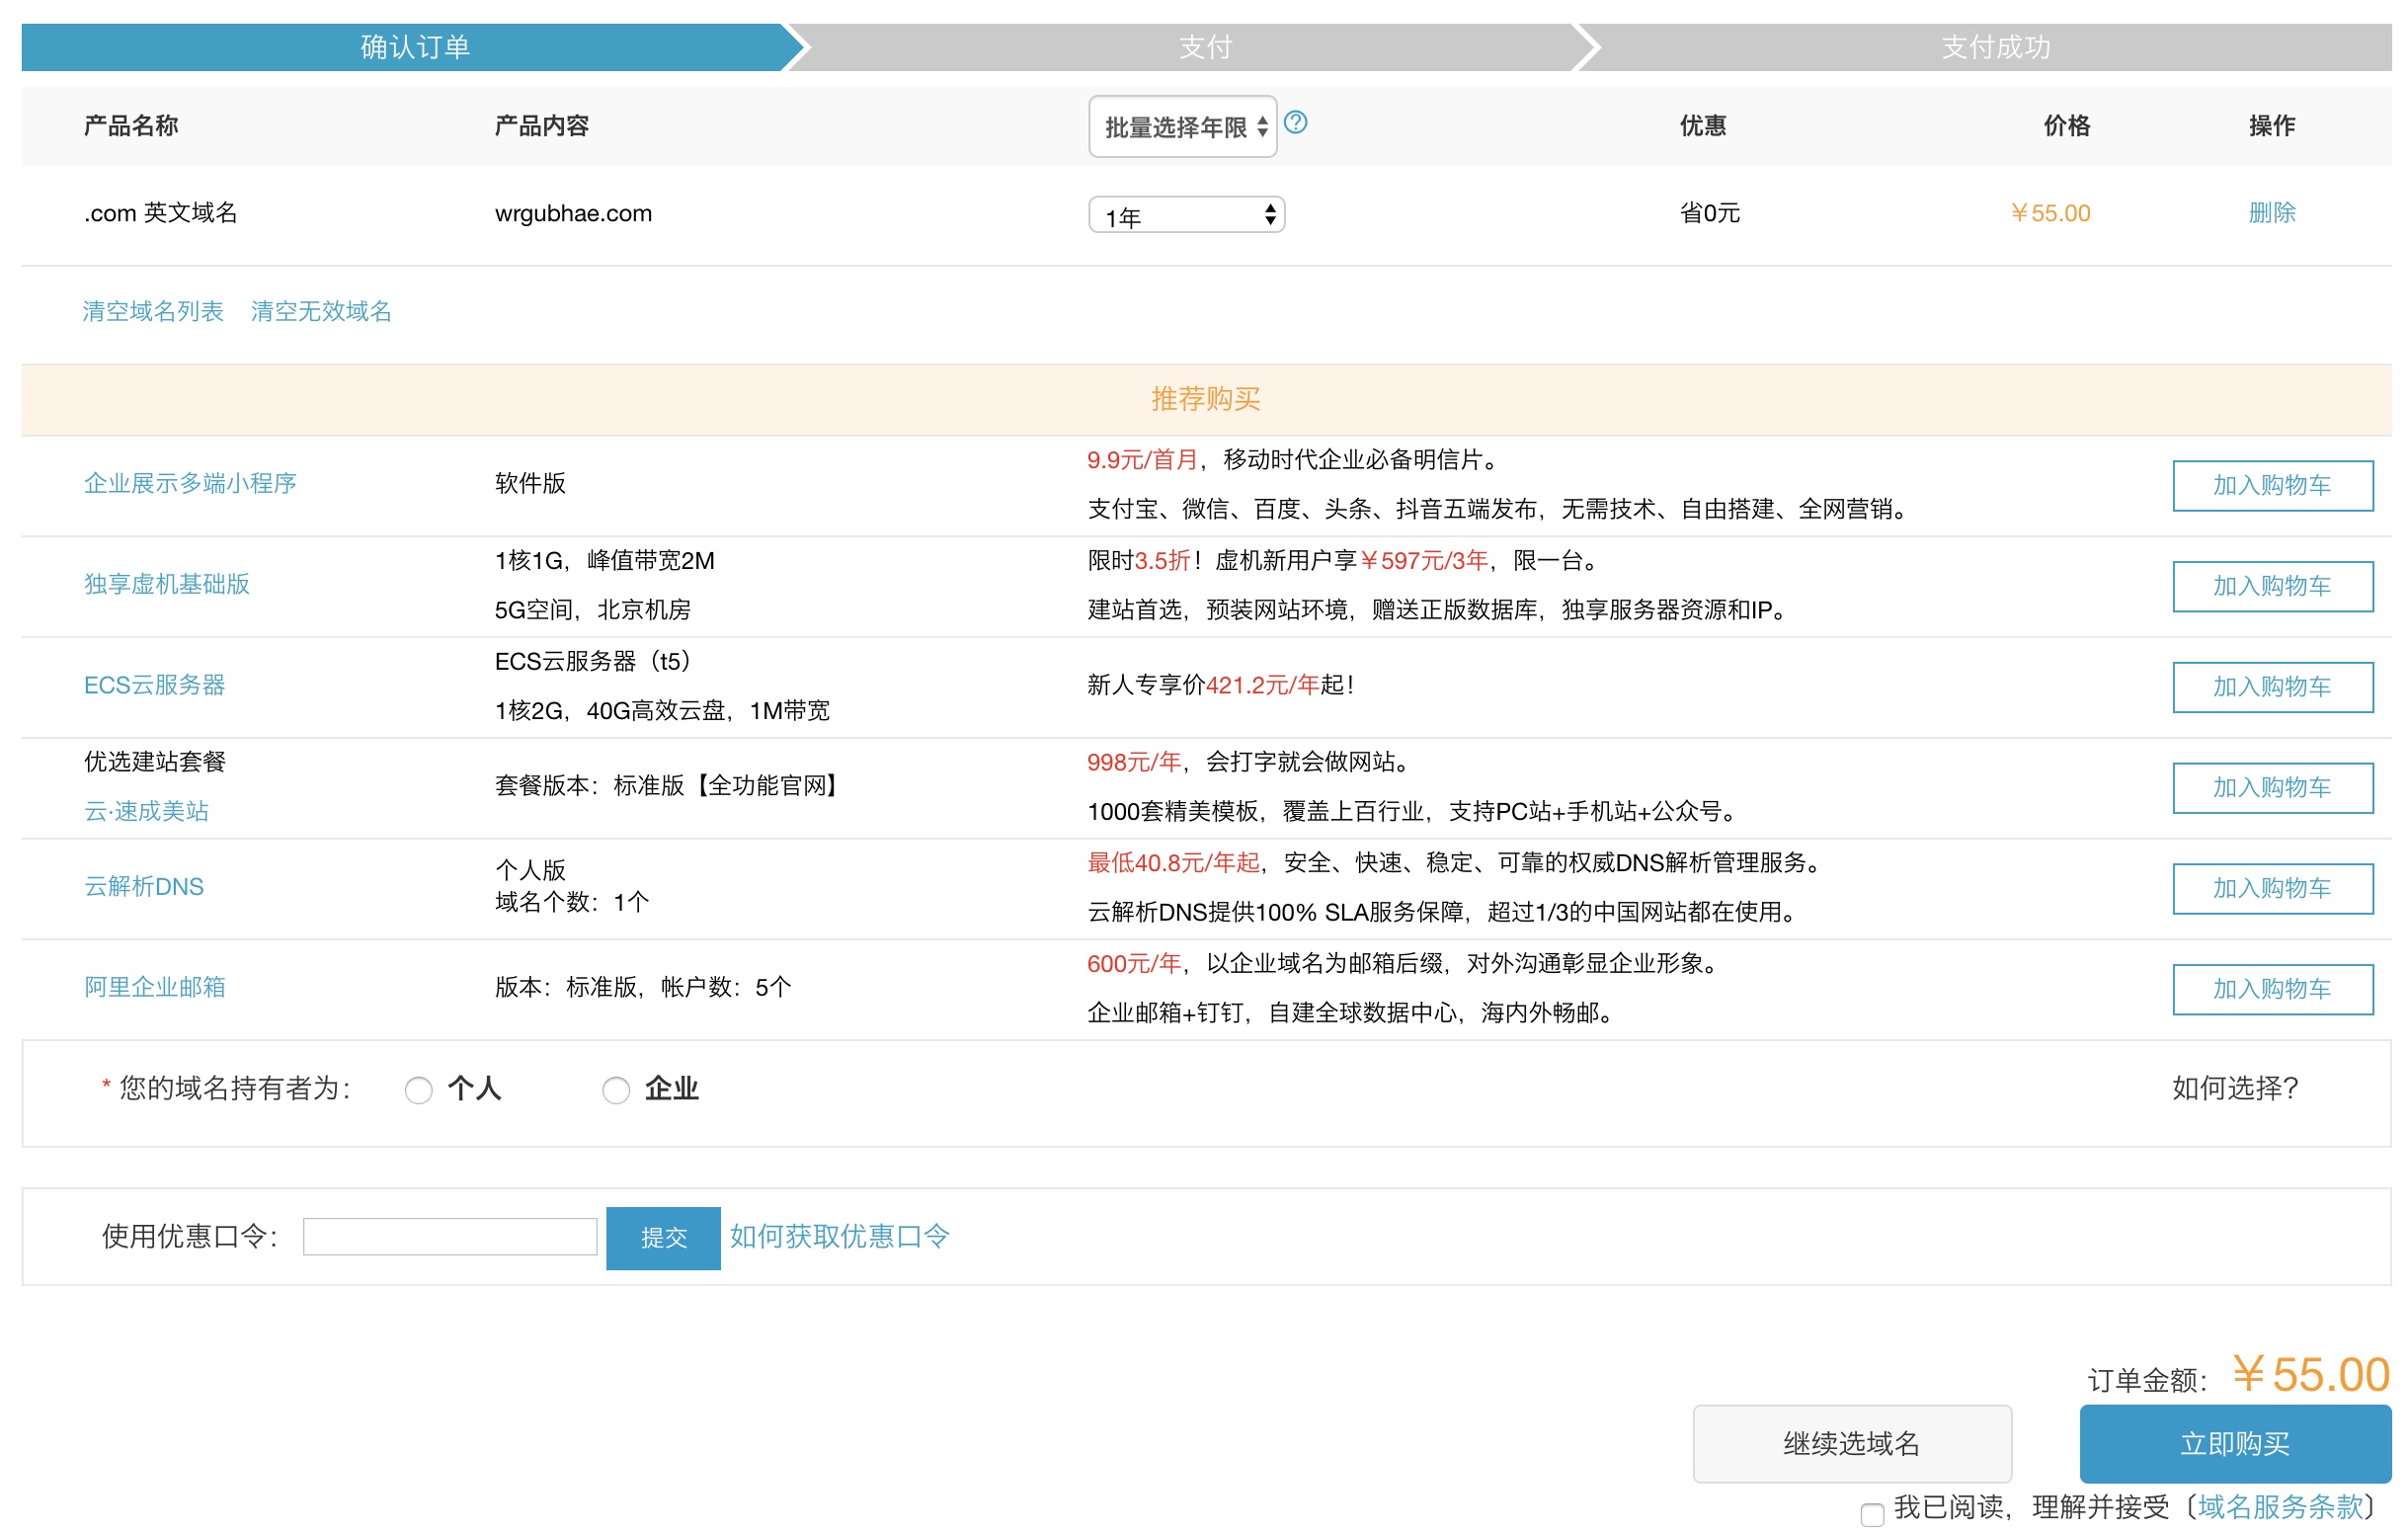 确认订单
支付
支付成功
产品名称 产品内容 批量选择年限 ? 优惠 价格 操作
.com 英文域名 wrgubhae.com 1年 省0元 ￥55.00 删除
清空域名列表 清空无效域名
推荐购买
企业展示多端小程序
软件版
9.9元/首月，移动时代企业必备明信片。
支付宝、微信、百度、头条、抖音五端发布，无需技术、自由搭建、全网营销。
加入购物车
独享虚机基础版
1核1G，峰值带宽2M
5G空间，北京机房
限时3.5折！虚机新用户享￥597元/3年，限一台。
建站首选，预装网站环境，赠送正版数据库，独享服务器资源和IP。
加入购物车
ECS云服务器
ECS云服务器（t5）
1核2G，40G高效云盘，1M带宽
新人专享价421.2元/年起！
加入购物车
优选建站套餐
云·速成美站
套餐版本：标准版【全功能官网】
998元/年，会打字就会做网站。
1000套精美模板，覆盖上百行业，支持PC站+手机站+公众号。
加入购物车
云解析DNS
个人版
域名个数：1个
最低40.8元/年起，安全、快速、稳定、可靠的权威DNS解析管理服务。
云解析DNS提供100% SLA服务保障，超过1/3的中国网站都在使用。
加入购物车
阿里企业邮箱
版本：标准版，帐户数：5个
600元/年，以企业域名为邮箱后缀，对外沟通彰显企业形象。
企业邮箱+钉钉，自建全球数据中心，海内外畅邮。
加入购物车
* 您的域名持有者为： 个人 企业 如何选择？
使用优惠口令： 提交 如何获取优惠口令
订单金额：￥55.00
继续选域名 立即购买
我已阅读，理解并接受〔域名服务条款〕